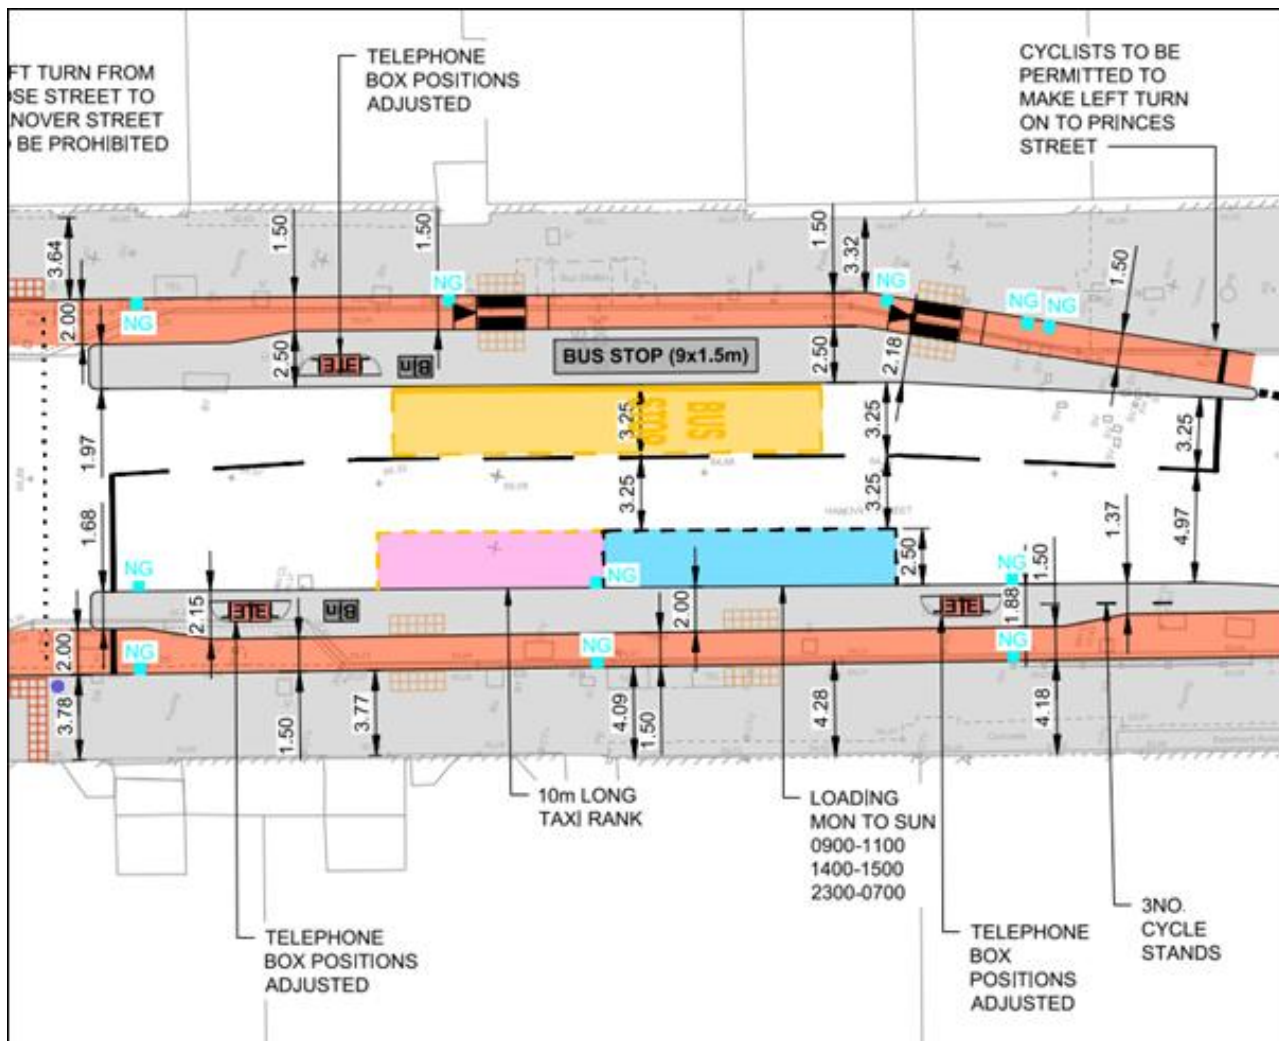 FT TURN FROM
OSE STREET TO
NOVER STREET
BE PROHIBITED
TELEPHONE
BOX POSITIONS
ADJUSTED
CYCLISTS TO BE
PERMITTED TO
MAKE LEFT TURN
ON TO PRINCES
STREET
3.64
1.50
1.50
1.50
3.32
1.50
NG
NG
NG
NG
NG
2.00
2.50
BIN
BUS STOP (9x1.5m)
2.50
2.18
1.97
3.25
BUS
STOP
3.25
3.25
1.68
3.25
3.25
4.97
2.50
1.37
1.50
NG
NG
NG
2.15
BIN
2.00
1.88
2.00
NG
NG
NG
3.78
1.50
3.77
4.09
1.50
4.28
4.18
10m LONG
TAXI RANK
LOADING
MON TO SUN
0900-1100
1400-1500
2300-0700
TELEPHONE
BOX POSITIONS
ADJUSTED
TELEPHONE
BOX
POSITIONS
ADJUSTED
3NO.
CYCLE
STANDS